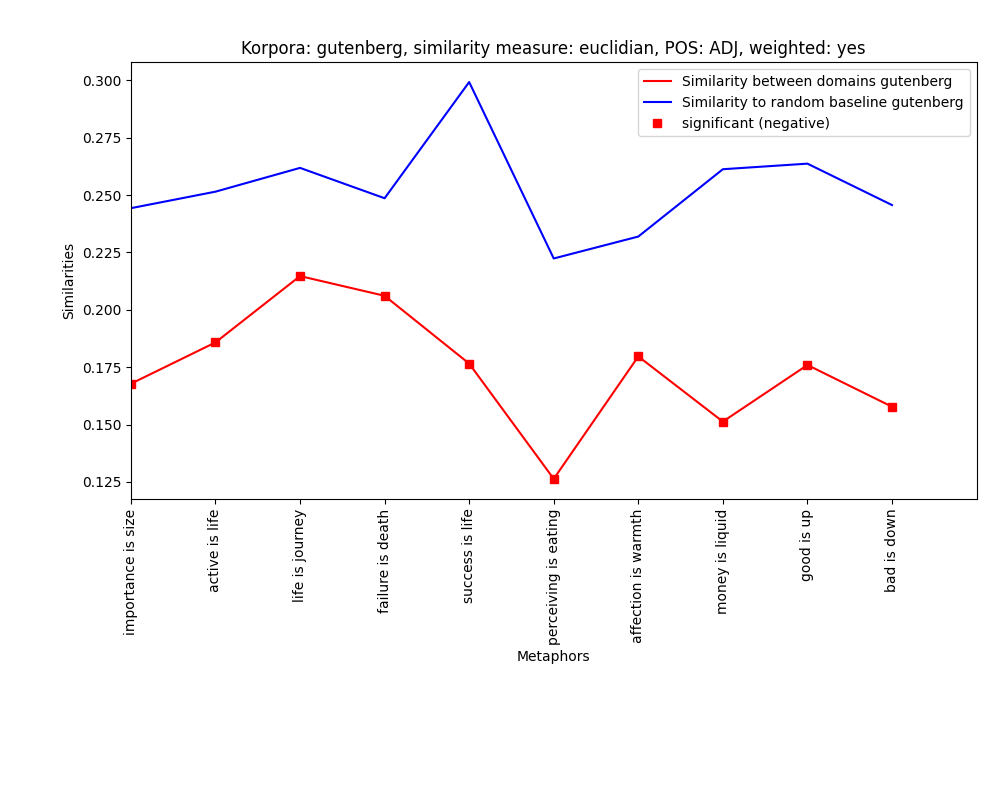 Korpora: gutenberg, similarity measure: euclidian, POS: ADJ, weighted: yes
Similarity between domains gutenberg
Similarity to random baseline gutenberg
significant (negative)
Similarities
0.300
0.275
0.250
0.225
0.200
0.175
0.150
0.125
importance is size
active is life
life is journey
failure is death
success is life
perceiving is eating
affection is warmth
money is liquid
good is up
bad is down
Metaphors